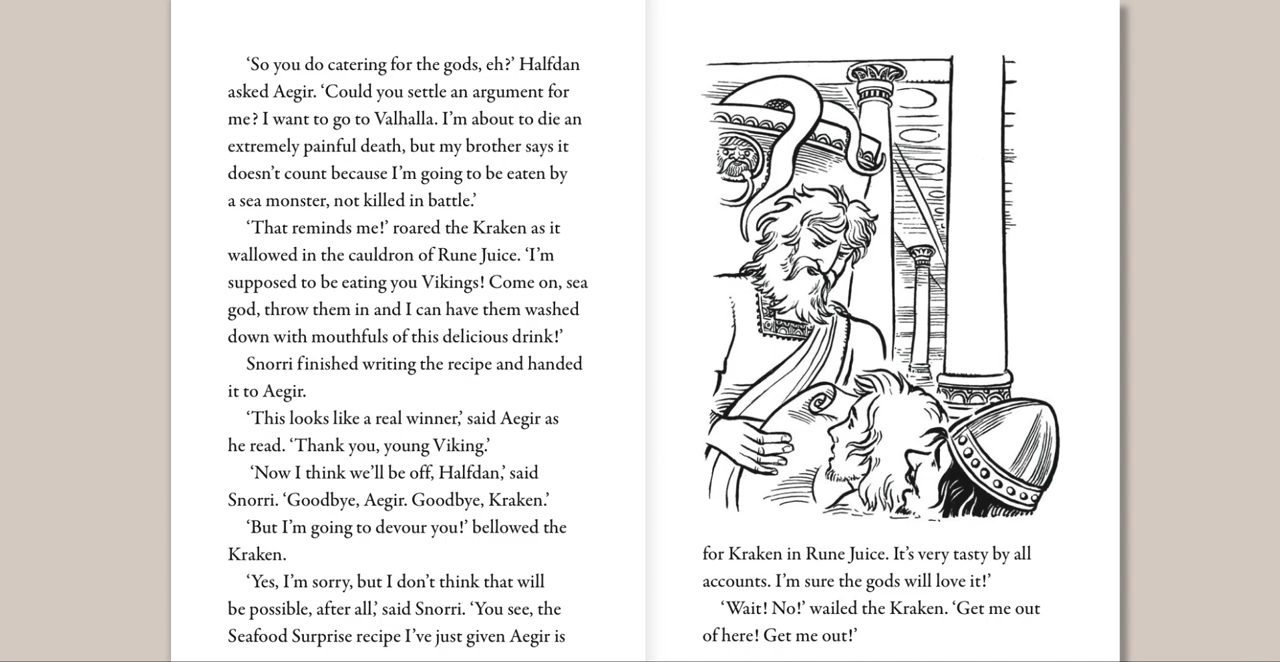 ‘So you do catering for the gods, eh?’ Halfdan
asked Aegir. ‘Could you settle an argument for
me? I want to go to Valhalla. I’m about to die an
extremely painful death, but my brother says it
doesn’t count because I’m going to be eaten by
a sea monster, not killed in battle.’
‘That reminds me!’ roared the Kraken as it
wallowed in the cauldron of Rune Juice. ‘I’m
supposed to be eating you Vikings! Come on, sea
god, throw them in and I can have them washed
down with mouthfuls of this delicious drink!’
Snorri finished writing the recipe and handed
it to Aegir.
‘This looks like a real winner,’ said Aegir as
he read. ‘Thank you, young Viking.’
‘Now I think we’ll be off, Halfdan,’ said
Snorri. ‘Goodbye, Aegir. Goodbye, Kraken.’
‘But I’m going to devour you!’ bellowed the
Kraken.
‘Yes, I’m sorry, but I don’t think that will
be possible, after all,’ said Snorri. ‘You see, the
Seafood Surprise recipe I’ve just given Aegir is
for Kraken in Rune Juice. It’s very tasty by all
accounts. I’m sure the gods will love it!’
‘Wait! No!’ wailed the Kraken. ‘Get me out
of here! Get me out!’